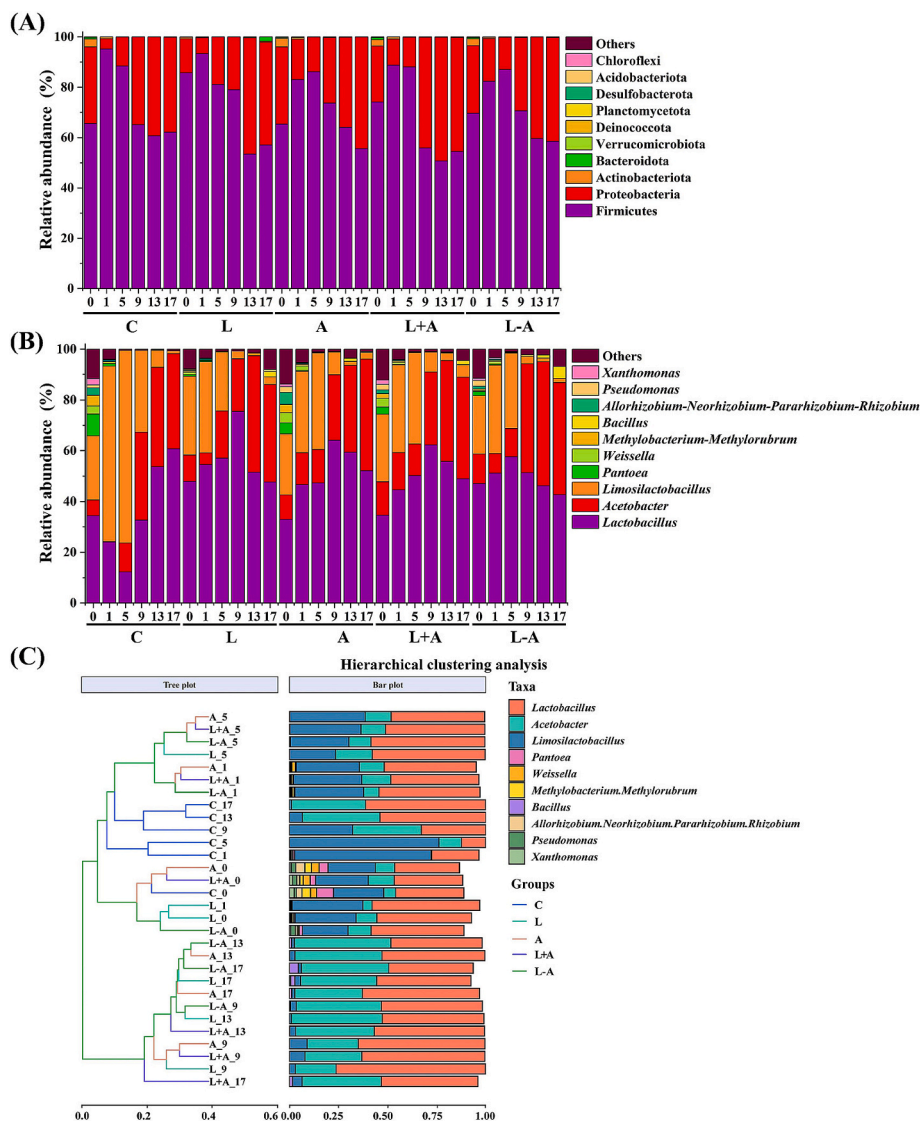 (A)
Relative abundance (%)
100
80
60
40
20
0
0 1 5 9 13 17 0 1 5 9 13 17 0 1 5 9 13 17 0 1 5 9 13 17 0 1 5 9 13 17
C L A L+A L-A
Others
Chloroflexi
Acidobacteriota
Desulfobacterota
Planctomycetota
Deinococcota
Verrucomicrobiota
Bacteroidota
Actinobacteriota
Proteobacteria
Firmicutes
(B)
Relative abundance (%)
100
80
60
40
20
0
0 1 5 9 13 17 0 1 5 9 13 17 0 1 5 9 13 17 0 1 5 9 13 17 0 1 5 9 13 17
C L A L+A L-A
Others
Xanthomonas
Pseudomonas
Allorhizobium-Neorhizobium-Pararhizobium-Rhizobium
Bacillus
Methylobacterium-Methylorubrum
Weissella
Pantoea
Limosilactobacillus
Acetobacter
Lactobacillus
(C)
Hierarchical clustering analysis
Tree plot
Bar plot
A_5
L+A_5
L-A_5
L_5
A_1
L+A_1
L-A_1
C_17
C_13
C_9
C_5
C_1
A_0
L+A_0
C_0
L_1
L_0
L-A_0
L-A_13
A_13
L-A_17
L_17
A_17
L-A_9
L_13
L+A_13
A_9
L+A_9
L_9
L+A_17
0.0 0.2 0.4 0.6
0.00 0.25 0.50 0.75 1.00
Taxa
Lactobacillus
Acetobacter
Limosilactobacillus
Pantoea
Weissella
Methylobacterium.Methylorubrum
Bacillus
Allorhizobium.Neorhizobium.Pararhizobium.Rhizobium
Pseudomonas
Xanthomonas
Groups
C
L
A
L+A
L-A